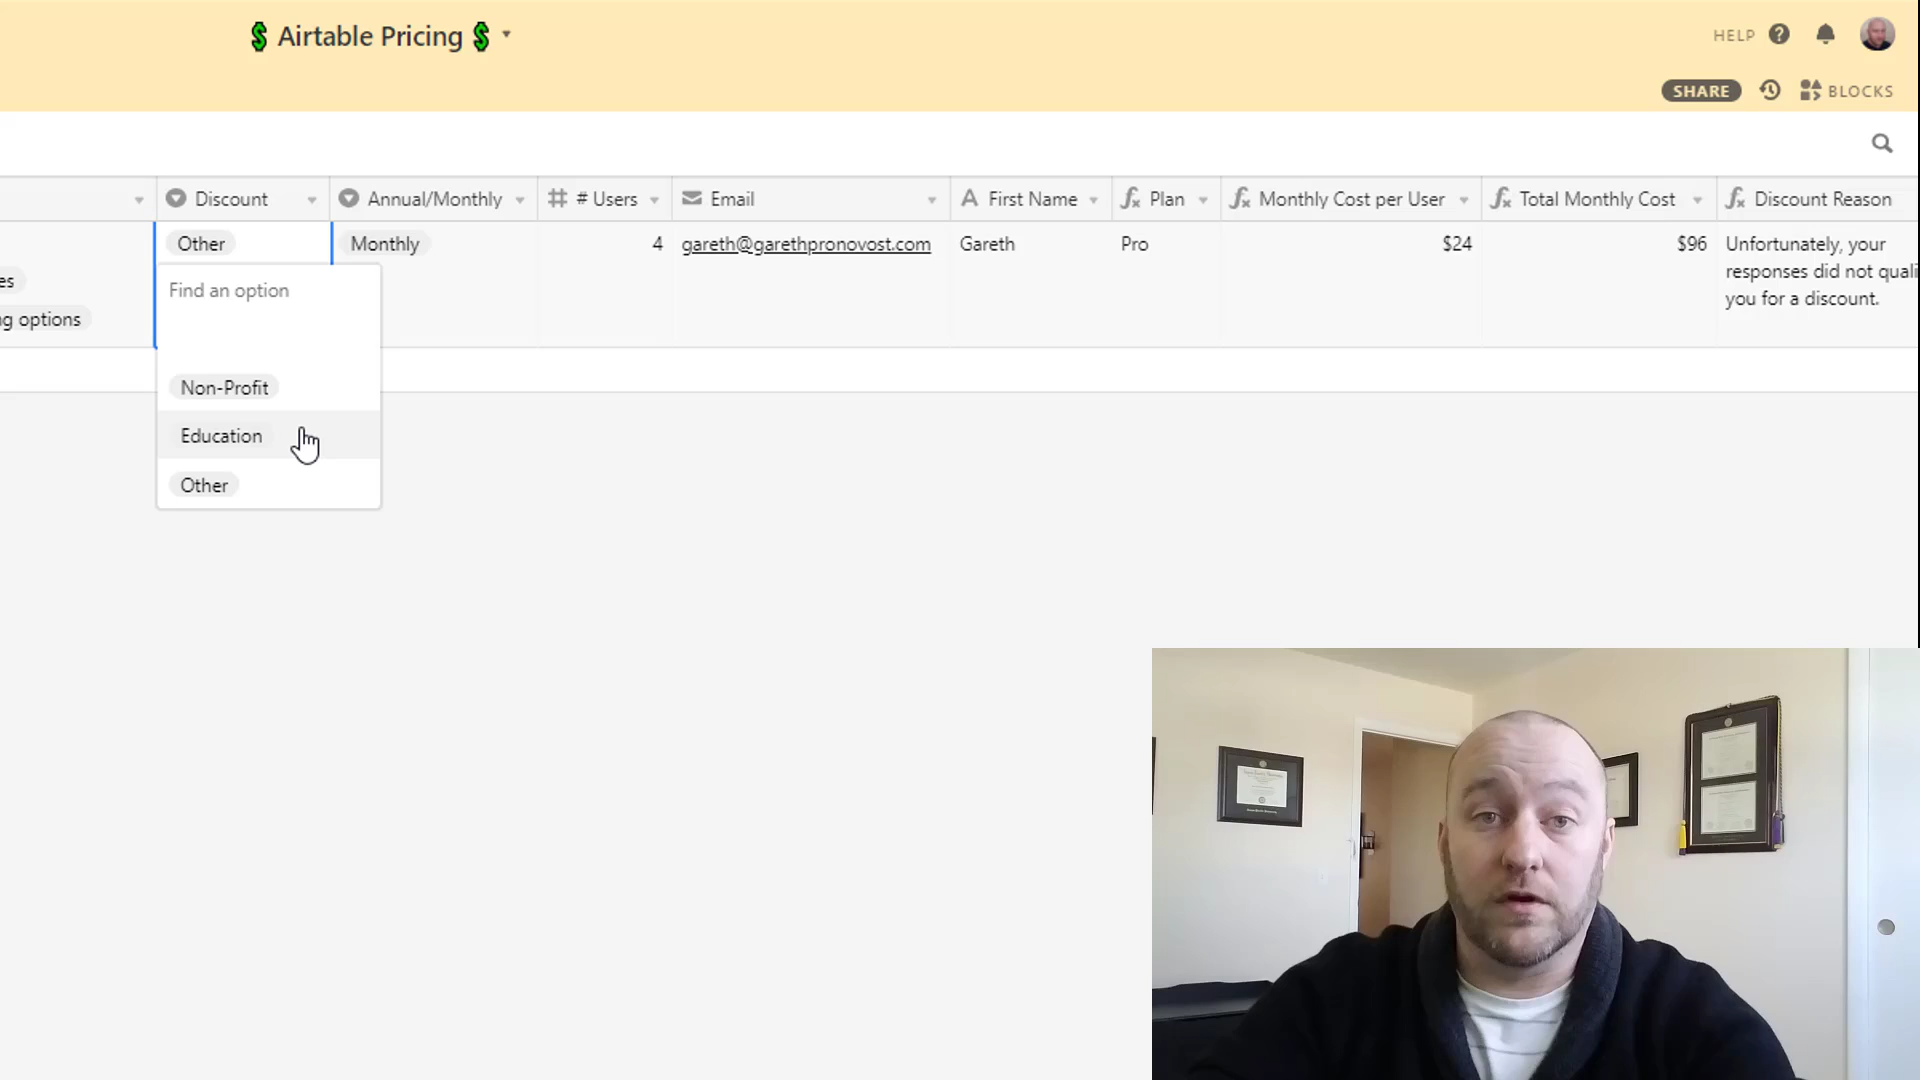 Airtable Pricing
HELP
SHARE
BLOCKS
Discount
Annual/Monthly
# Users
Email
First Name
Plan
Monthly Cost per User
Total Monthly Cost
Discount Reason
Other
Monthly
4
gareth@garethpronovost.com
Gareth
Pro
$24
$96
Unfortunately, your
responses did not quali
you for a discount.
es
ng options
Find an option
Non-Profit
Education
Other